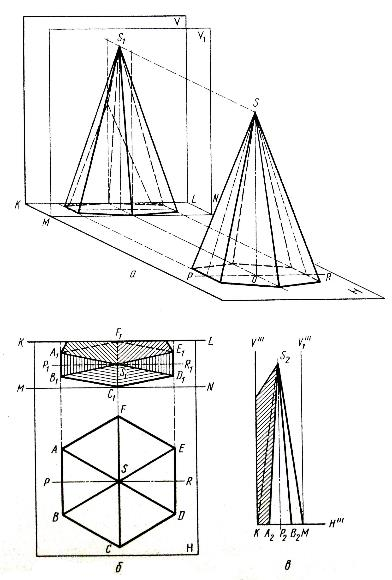 V
V₁
S₁
S
K
L
M
N
P
O
R
H
а
K
F₁
L
A₁
E₁
P₁
S₁
R₁
B₁
D₁
M
C₁
N
F
A
E
P
S
R
B
D
C
H
б
V'''
V₁'''
S₂
K
A₂
P₂
B₂
M
H'''
в